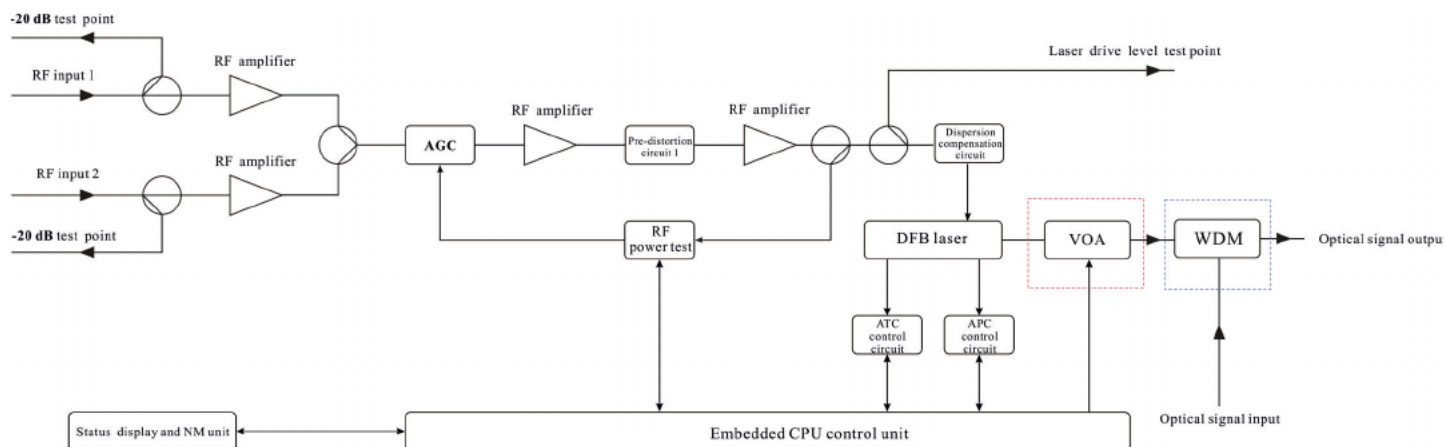 -20 dB test point
RF input 1
RF amplifier
RF input 2
RF amplifier
-20 dB test point
AGC
RF amplifier
Pre-distortion
circuit 1
RF amplifier
Laser drive level test point
Dispersion
compensation
circuit
RF
power test
DFB laser
VOA
WDM
Optical signal output
ATC
control
circuit
APC
control
circuit
Optical signal input
Status display and NM unit
Embedded CPU control unit